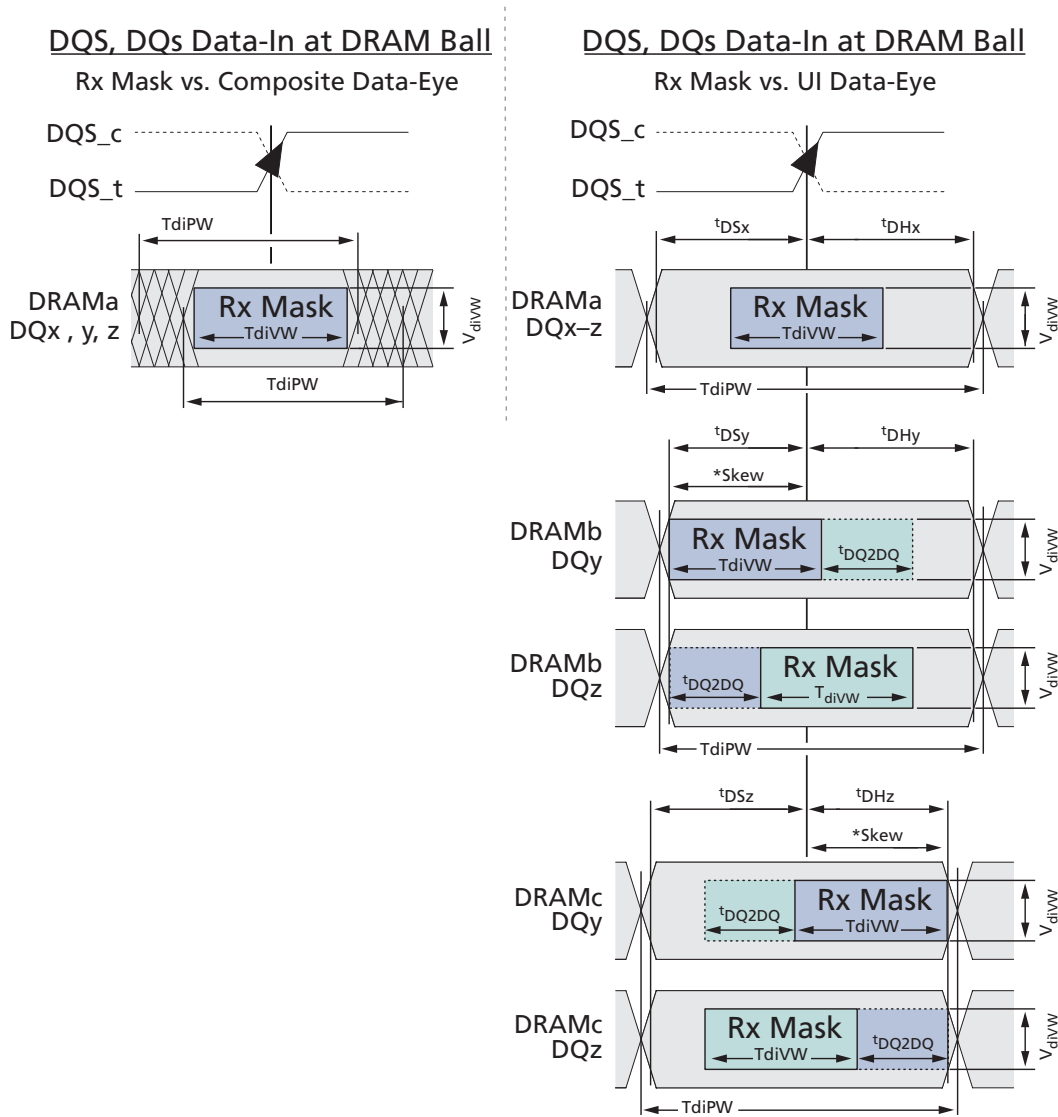 DQS, DQs Data-In at DRAM Ball
Rx Mask vs. Composite Data-Eye
DQS_c
DQS_t
TdiPW
DRAMa
DQx , y, z
Rx Mask
TdiVW
VdiVW
TdiPW
DQS, DQs Data-In at DRAM Ball
Rx Mask vs. UI Data-Eye
DQS_c
DQS_t
tDSx
tDHx
DRAMa
DQx–z
Rx Mask
TdiVW
VdiVW
TdiPW
tDSy
tDHy
*Skew
DRAMb
DQy
Rx Mask
TdiVW
tDQ2DQ
VdiVW
DRAMb
DQz
tDQ2DQ
Rx Mask
TdiVW
VdiVW
TdiPW
tDSz
tDHz
*Skew
DRAMc
DQy
tDQ2DQ
Rx Mask
TdiVW
VdiVW
DRAMc
DQz
Rx Mask
TdiVW
tDQ2DQ
VdiVW
TdiPW